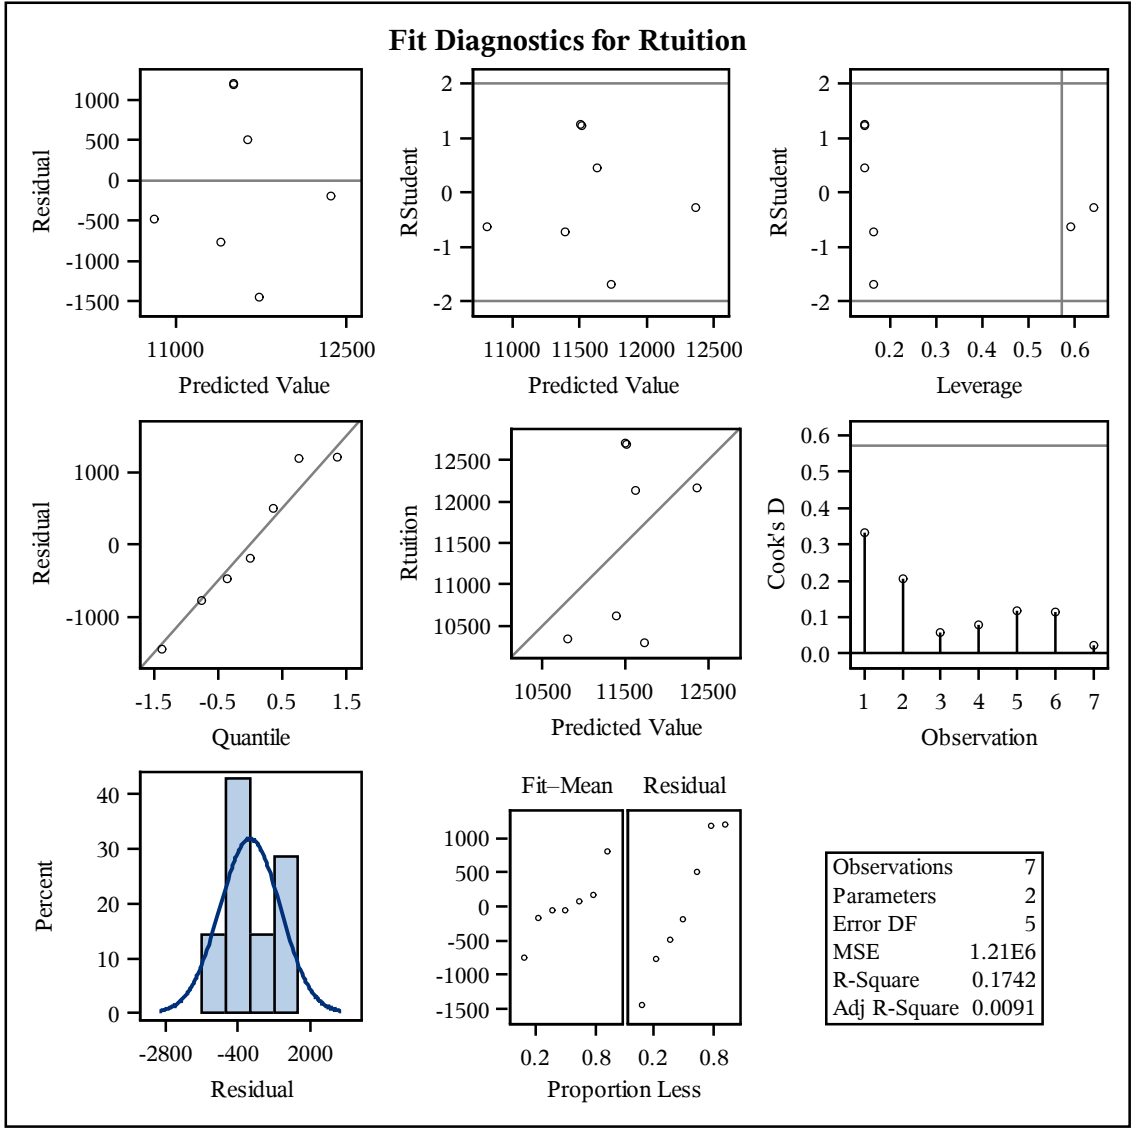 Fit Diagnostics for Rtuition
1000
500
0
-500
-1000
-1500
Residual
11000 12500
Predicted Value
2
1
0
-1
-2
RStudent
11000 11500 12000 12500
Predicted Value
2
1
0
-1
-2
RStudent
0.2 0.3 0.4 0.5 0.6
Leverage
1000
0
-1000
Residual
-1.5 -0.5 0.5 1.5
Quantile
12500
12000
11500
11000
10500
Rtuition
10500 11500 12500
Predicted Value
0.6
0.5
0.4
0.3
0.2
0.1
0.0
Cook's D
1 2 3 4 5 6 7
Observation
40
30
20
10
0
Percent
-2800 -400 2000
Residual
Fit–Mean Residual
1000
500
0
-500
-1000
-1500
0.2 0.8 0.2 0.8
Proportion Less
Observations 7
Parameters 2
Error DF 5
MSE 1.21E6
R-Square 0.1742
Adj R-Square 0.0091